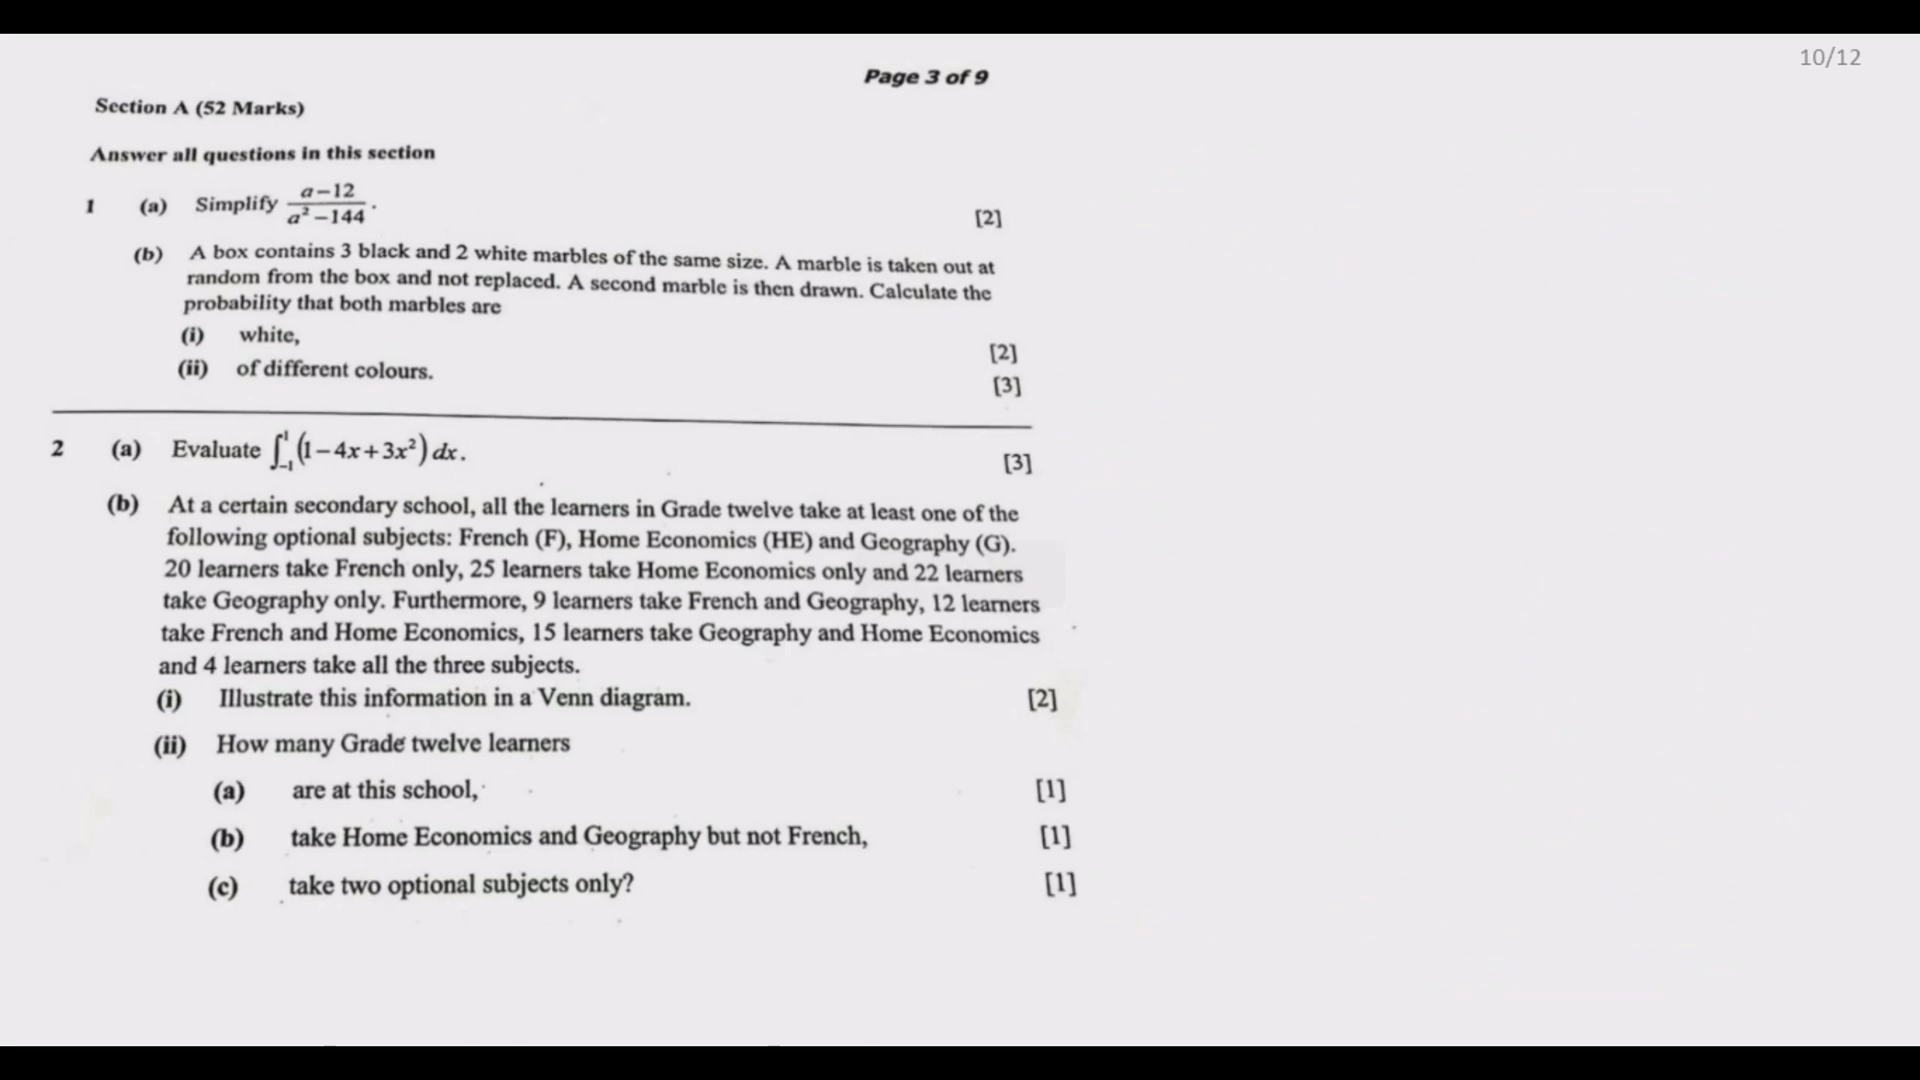 10/12
Page 3 of 9
Section A (52 Marks)
Answer all questions in this section
1 (a) Simplify \frac{a-12}{a^2-144}. [2]
(b) A box contains 3 black and 2 white marbles of the same size. A marble is taken out at
random from the box and not replaced. A second marble is then drawn. Calculate the
probability that both marbles are
(i) white, [2]
(ii) of different colours. [3]
2 (a) Evaluate \int_{-1}^{1}(1-4x+3x^2)dx. [3]
(b) At a certain secondary school, all the learners in Grade twelve take at least one of the
following optional subjects: French (F), Home Economics (HE) and Geography (G).
20 learners take French only, 25 learners take Home Economics only and 22 learners
take Geography only. Furthermore, 9 learners take French and Geography, 12 learners
take French and Home Economics, 15 learners take Geography and Home Economics
and 4 learners take all the three subjects.
(i) Illustrate this information in a Venn diagram. [2]
(ii) How many Grade twelve learners
(a) are at this school, [1]
(b) take Home Economics and Geography but not French, [1]
(c) take two optional subjects only? [1]